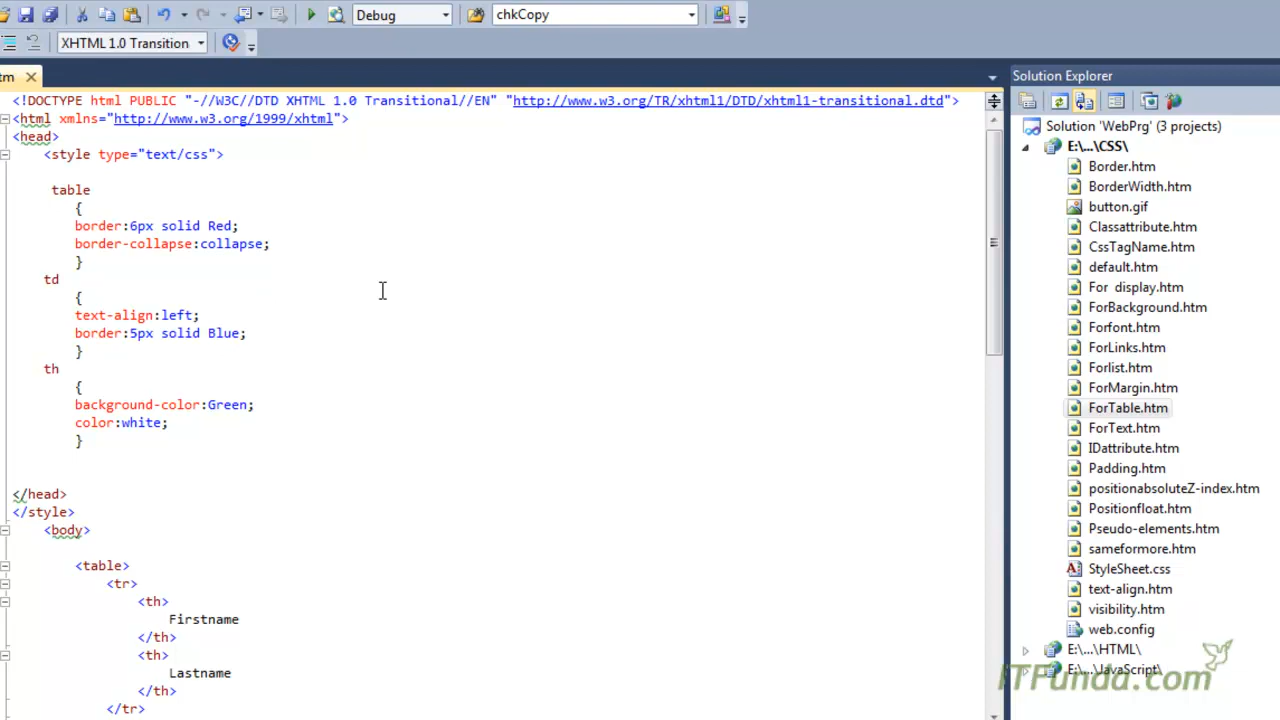 Debug
chkCopy
XHTML 1.0 Transition
tm
<!DOCTYPE html PUBLIC "-//W3C//DTD XHTML 1.0 Transitional//EN" "http://www.w3.org/TR/xhtml1/DTD/xhtml1-transitional.dtd">
<html xmlns="http://www.w3.org/1999/xhtml">
<head>
<style type="text/css">
table
{
border:6px solid Red;
border-collapse:collapse;
}
td
{
text-align:left;
border:5px solid Blue;
}
th
{
background-color:Green;
color:white;
}
</head>
</style>
<body>
<table>
<tr>
<th>
Firstname
</th>
<th>
Lastname
</th>
</tr>
Solution Explorer
Solution 'WebPrg' (3 projects)
E:\...\CSS\
Border.htm
BorderWidth.htm
button.gif
Classattribute.htm
CssTagName.htm
default.htm
For display.htm
ForBackground.htm
Forfont.htm
ForLinks.htm
Forlist.htm
ForMargin.htm
ForTable.htm
ForText.htm
IDattribute.htm
Padding.htm
positionabsoluteZ-index.htm
Positionfloat.htm
Pseudo-elements.htm
sameformore.htm
StyleSheet.css
text-align.htm
visibility.htm
web.config
E:\...\HTML\
E:\...\JavaScript\
ITFunda.com